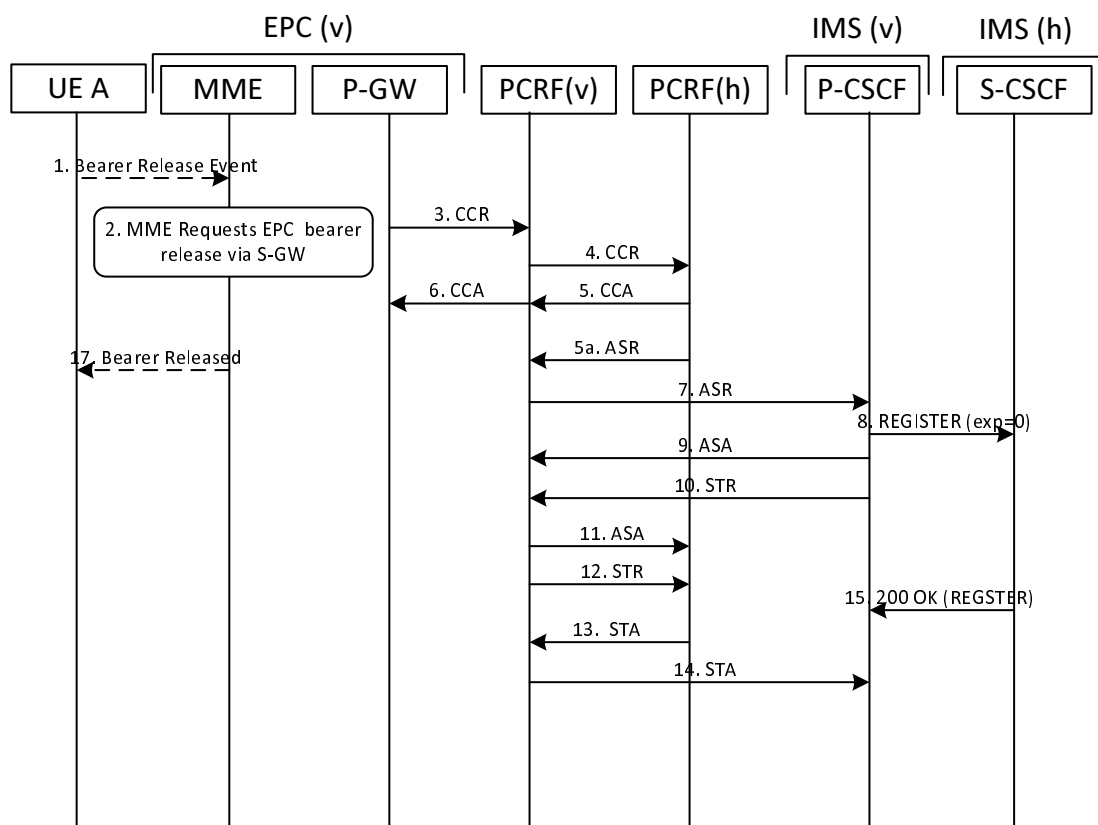 EPC (v)
IMS (v)
IMS (h)
UE A
MME
P-GW
PCRF(v)
PCRF(h)
P-CSCF
S-CSCF
1. Bearer Release Event
2. MME Requests EPC bearer
release via S-GW
3. CCR
4. CCR
6. CCA
5. CCA
17. Bearer Released
5a. ASR
7. ASR
8. REGISTER (exp=0)
9. ASA
10. STR
11. ASA
12. STR
15. 200 OK (REGSTER)
13. STA
14. STA